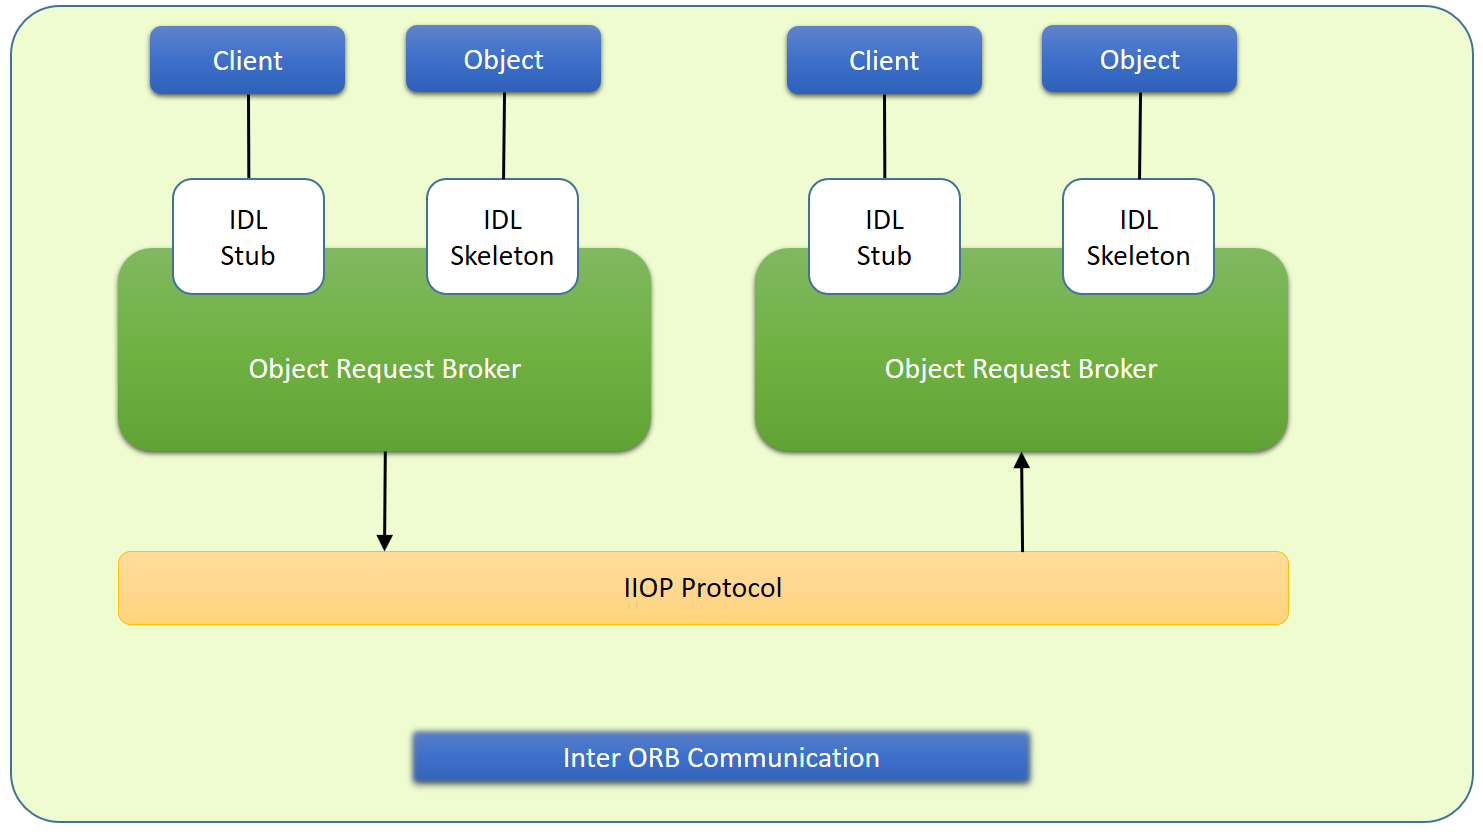 Client
Object
Client
Object
IDL
Stub
IDL
Skeleton
IDL
Stub
IDL
Skeleton
Object Request Broker
Object Request Broker
IIOP Protocol
Inter ORB Communication